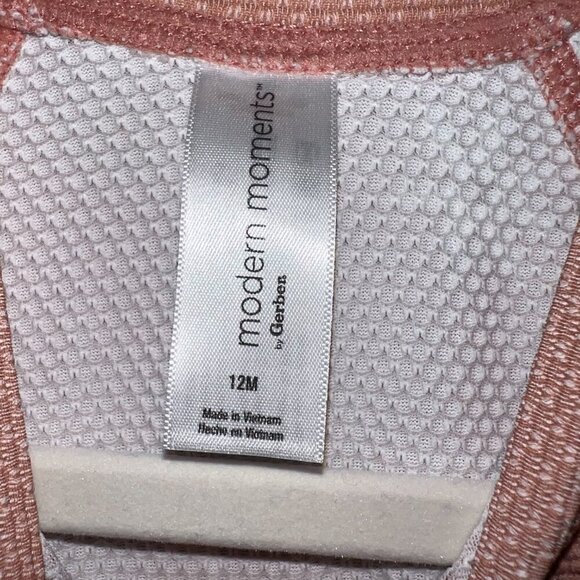 modern moments™
by Gerber
12M
Made in Vietnam
Hecho en Vietnam